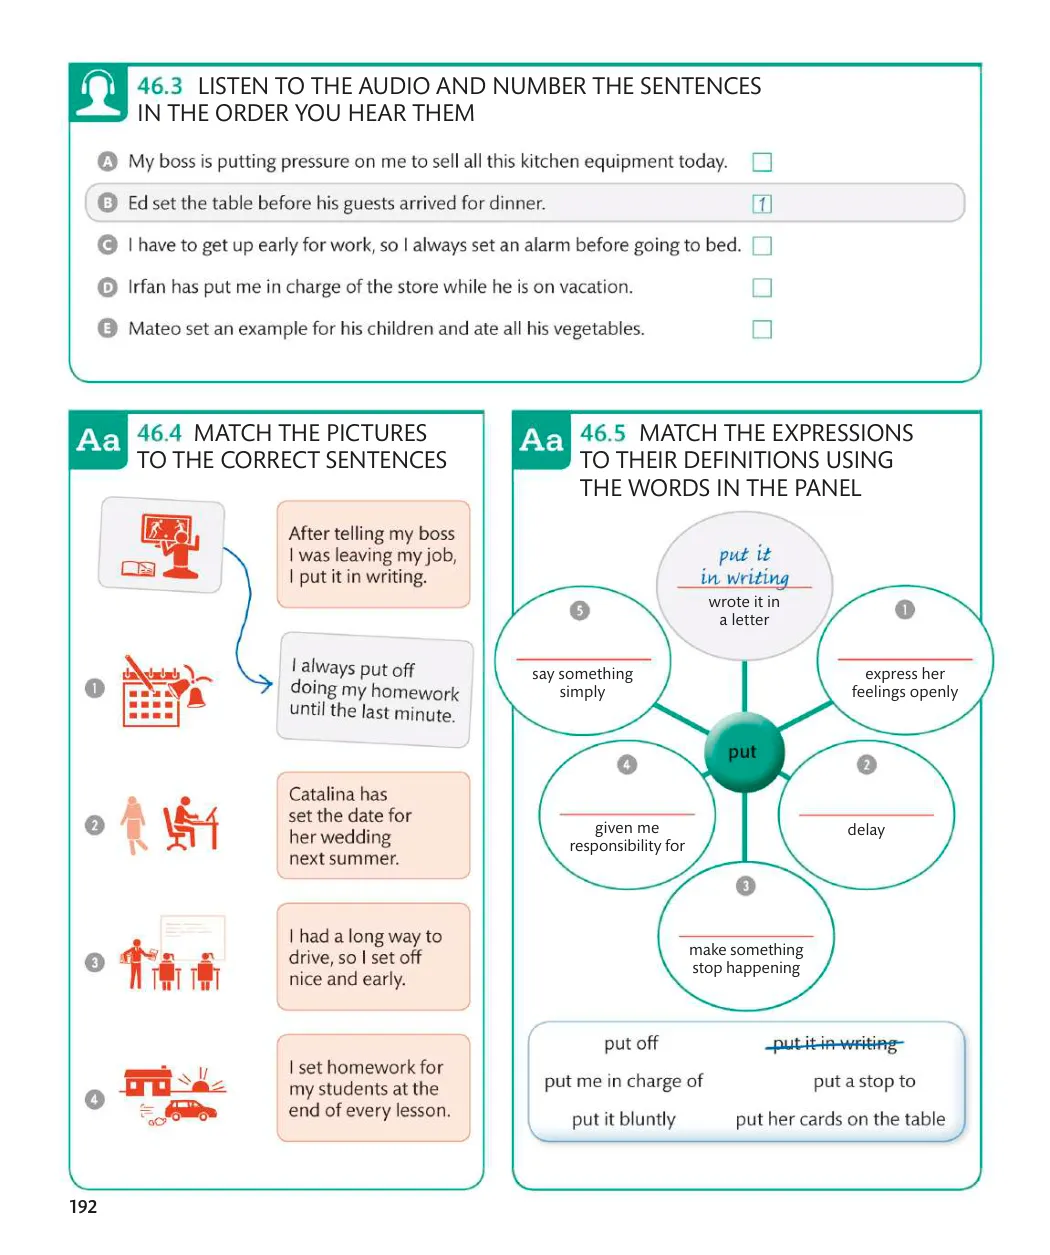 46.3 LISTEN TO THE AUDIO AND NUMBER THE SENTENCES
IN THE ORDER YOU HEAR THEM
A My boss is putting pressure on me to sell all this kitchen equipment today.
B Ed set the table before his guests arrived for dinner. 1
C I have to get up early for work, so I always set an alarm before going to bed.
D Irfan has put me in charge of the store while he is on vacation.
E Mateo set an example for his children and ate all his vegetables.
Aa 46.4 MATCH THE PICTURES
TO THE CORRECT SENTENCES
After telling my boss
I was leaving my job,
I put it in writing.
1
I always put off
doing my homework
until the last minute.
2
Catalina has
set the date for
her wedding
next summer.
3
I had a long way to
drive, so I set off
nice and early.
4
I set homework for
my students at the
end of every lesson.
Aa 46.5 MATCH THE EXPRESSIONS
TO THEIR DEFINITIONS USING
THE WORDS IN THE PANEL
put it
in writing
wrote it in
a letter
5
say something
simply
1
express her
feelings openly
put
4
given me
responsibility for
2
delay
3
make something
stop happening
put off
put it in writing
put me in charge of
put a stop to
put it bluntly
put her cards on the table
192